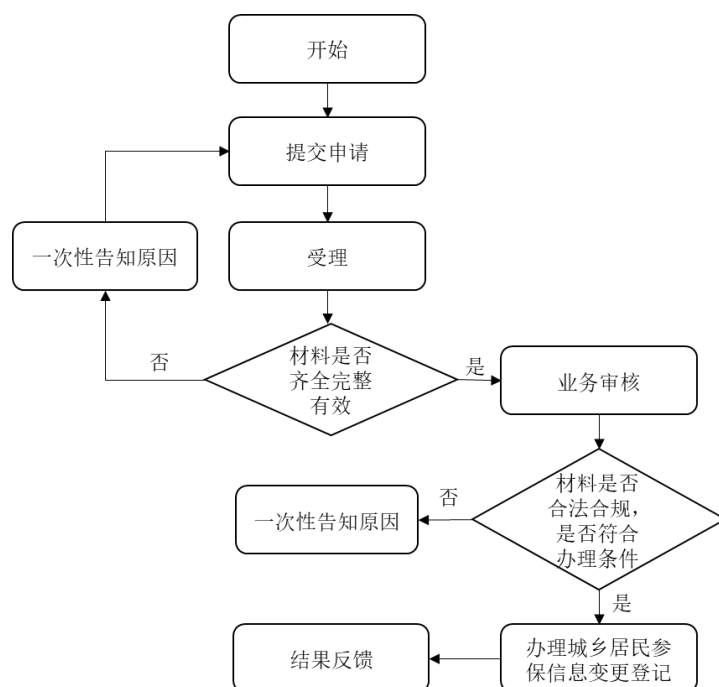 开始
提交申请
一次性告知原因
受理
否
材料是否
齐全完整
有效
是
业务审核
一次性告知原因
否
材料是否
合法合规，
是否符合
办理条件
是
结果反馈
办理城乡居民参
保信息变更登记